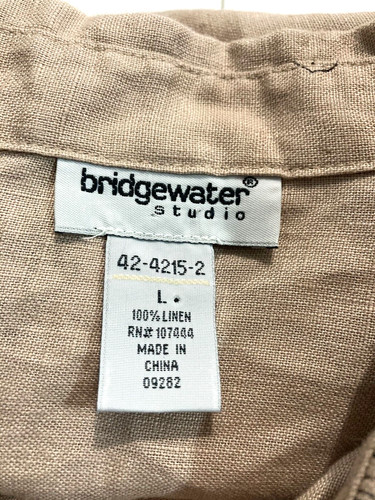 bridgewater®
studio
42-4215-2
L.
100% LINEN
RN# 107444
MADE IN
CHINA
09282